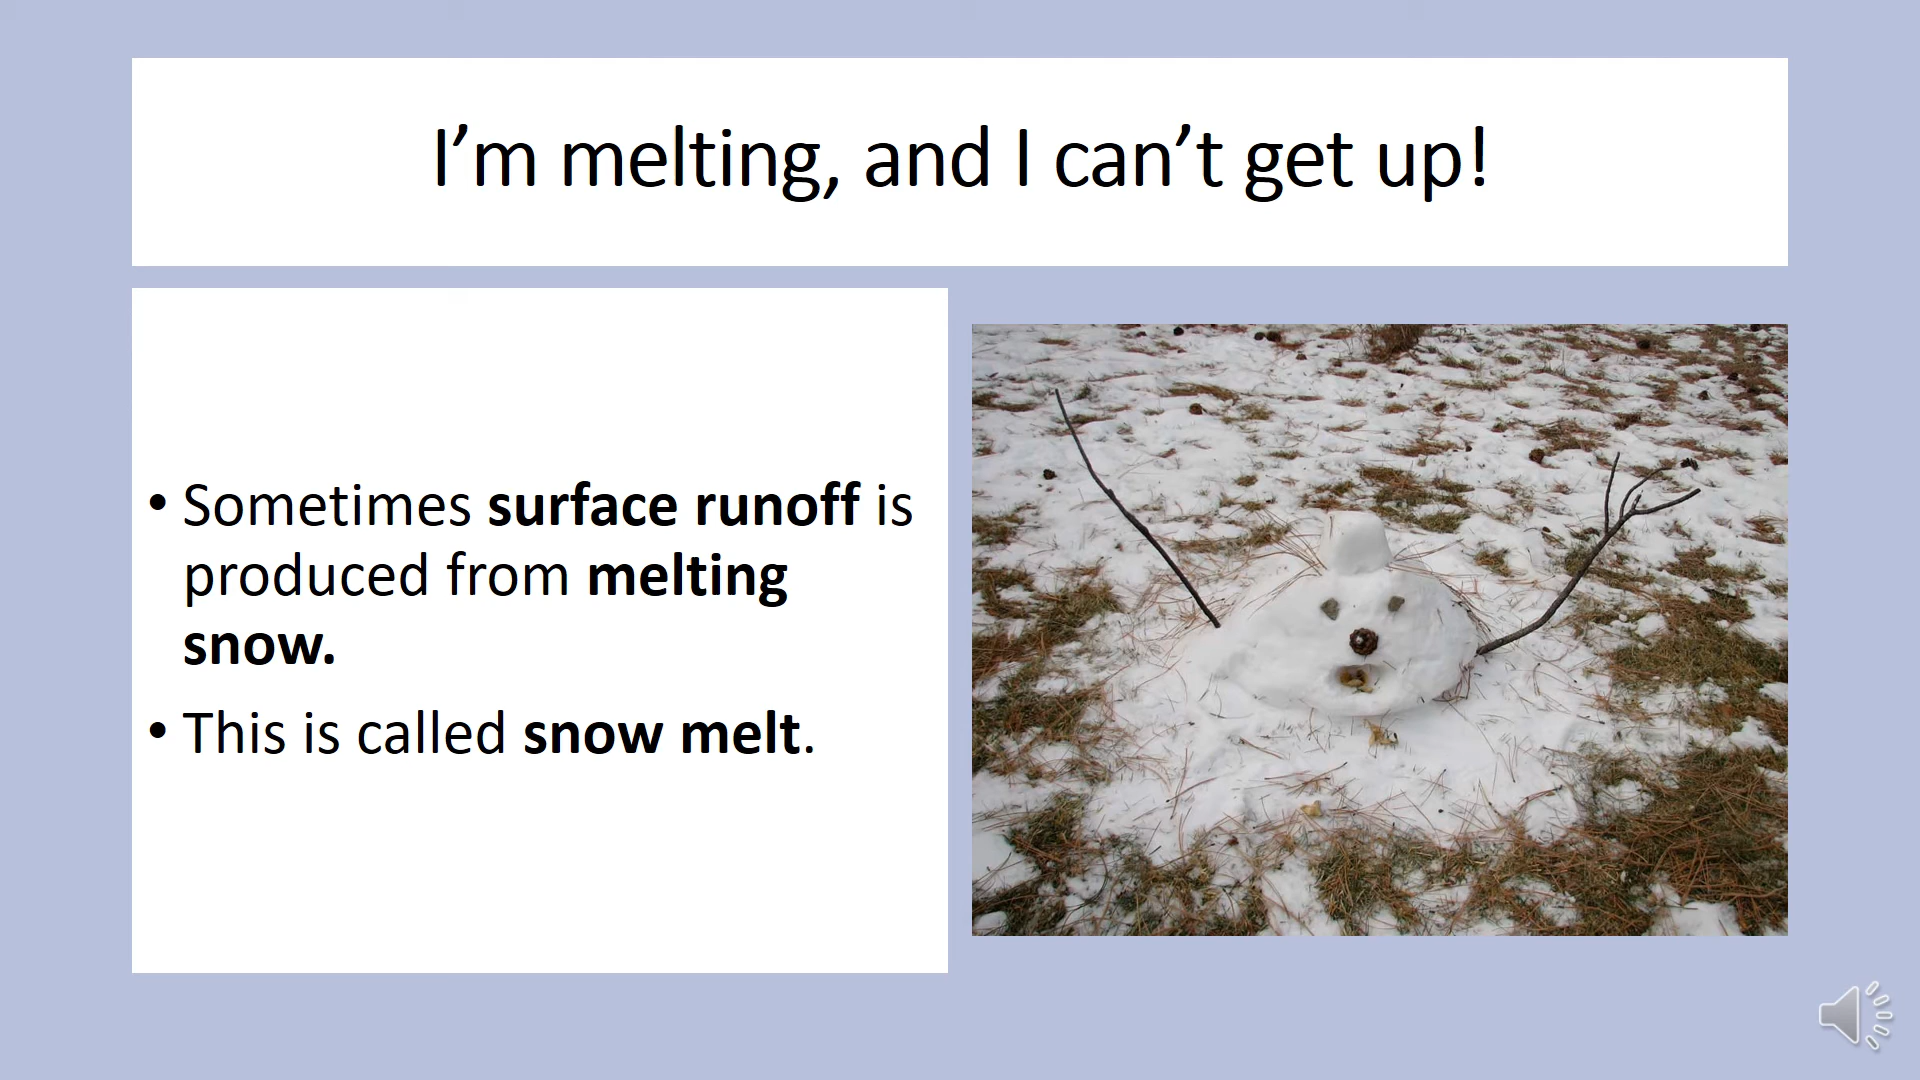 I’m melting, and I can’t get up!
• Sometimes surface runoff is
produced from melting
snow.
• This is called snow melt.